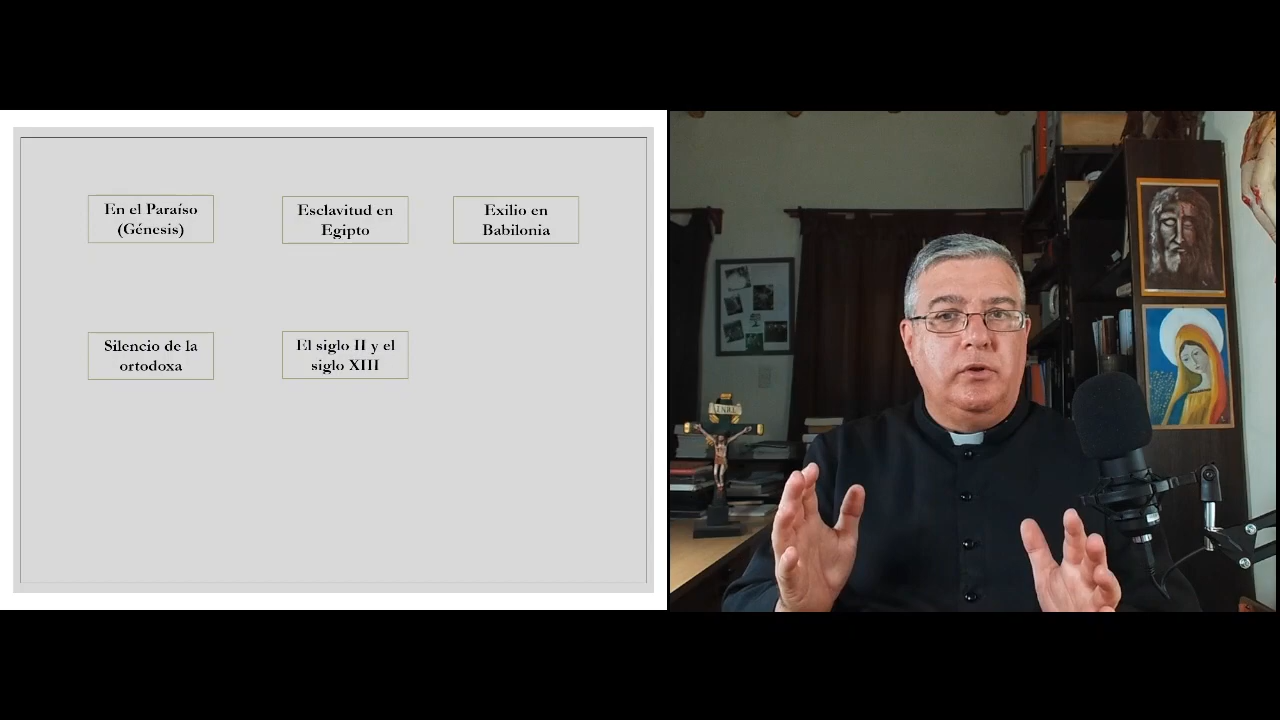 En el Paraíso
(Génesis)
Esclavitud en
Egipto
Exilio en
Babilonia
Silencio de la
ortodoxa
El siglo II y el
siglo XIII
I.N.R.I.